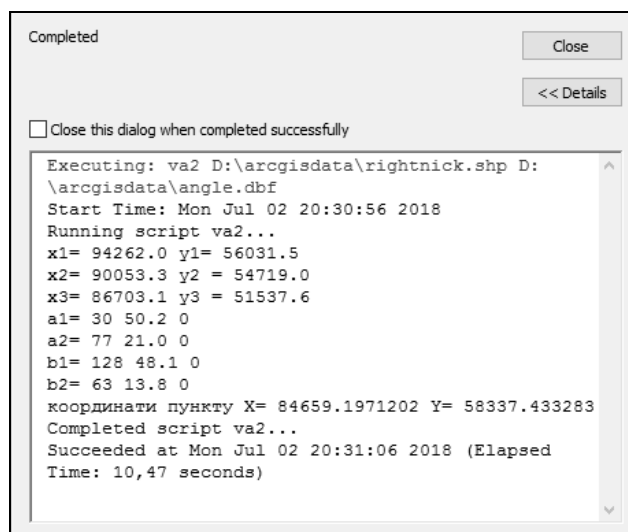 Completed
Close
<< Details
Close this dialog when completed successfully
Executing: va2 D:\arcgisdata\rightnick.shp D:
\arcgisdata\angle.dbf
Start Time: Mon Jul 02 20:30:56 2018
Running script va2...
x1= 94262.0 y1= 56031.5
x2= 90053.3 y2 = 54719.0
x3= 86703.1 y3 = 51537.6
a1= 30 50.2 0
a2= 77 21.0 0
b1= 128 48.1 0
b2= 63 13.8 0
координати пункту X= 84659.1971202 Y= 58337.433283
Completed script va2...
Succeeded at Mon Jul 02 20:31:06 2018 (Elapsed
Time: 10,47 seconds)